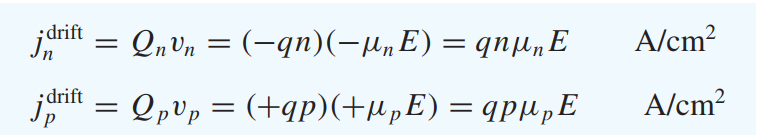 j_n^drift = Q_n v_n = (−qn)(−μ_n E) = qnμ_n E A/cm²
j_p^drift = Q_p v_p = (+qp)(+μ_p E) = qpμ_p E A/cm²